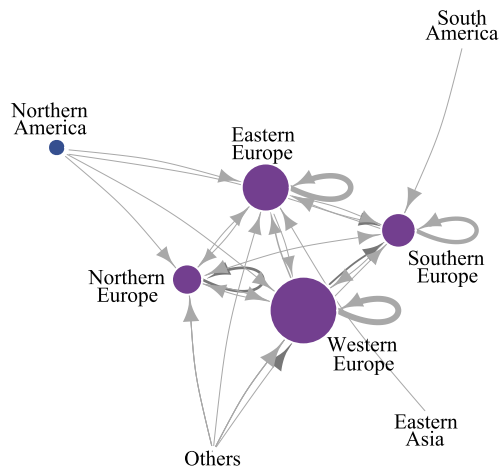 South
America
Northern
America
Eastern
Europe
Southern
Europe
Northern
Europe
Western
Europe
Eastern
Asia
Others